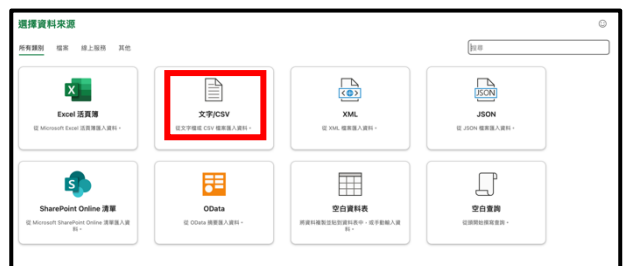 選擇資料來源
所有類別 檔案 線上服務 其他 搜尋
Excel 活頁簿
從 Microsoft Excel 活頁簿匯入資料。
文字/CSV
從文字檔或 CSV 檔案匯入資料。
XML
從 XML 檔案匯入資料。
JSON
從 JSON 檔案匯入資料。
SharePoint Online 清單
從 Microsoft SharePoint Online 清單匯入資
料。
OData
從 OData 摘要匯入資料。
空白資料表
將資料複製並貼到資料表中，或手動輸入資
料。
空白查詢
從頭開始撰寫查詢。